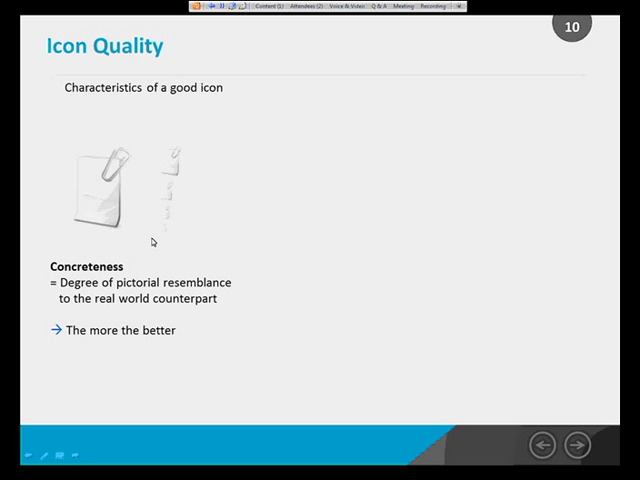 Content (1) Attendees (2) Voice & Video Q & A Meeting Recording
10
Icon Quality
Characteristics of a good icon
Concreteness
= Degree of pictorial resemblance
to the real world counterpart
→ The more the better